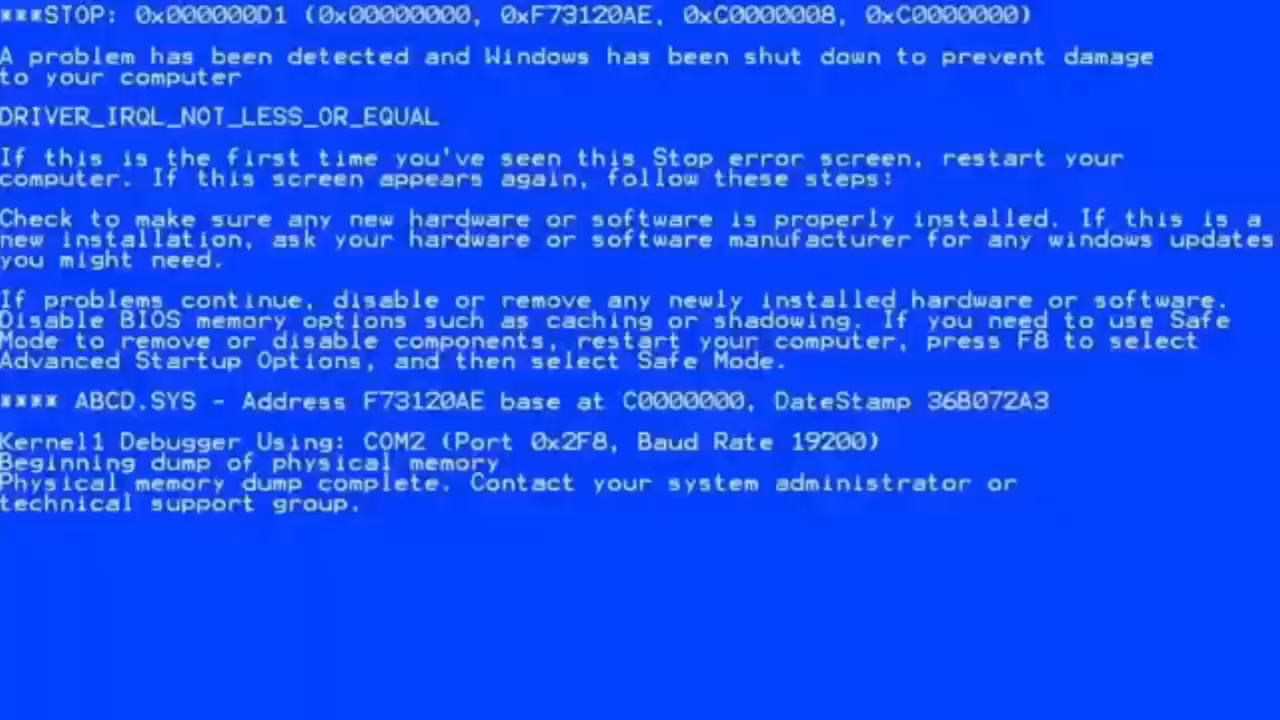 ***STOP: 0x000000D1 (0x00000000, 0xF73120AE, 0xC0000008, 0xC0000000)
A problem has been detected and Windows has been shut down to prevent damage
to your computer
DRIVER_IRQL_NOT_LESS_OR_EQUAL
If this is the first time you've seen this Stop error screen, restart your
computer. If this screen appears again, follow these steps:
Check to make sure any new hardware or software is properly installed. If this is a
new installation, ask your hardware or software manufacturer for any windows updates
you might need.
If problems continue, disable or remove any newly installed hardware or software.
Disable BIOS memory options such as caching or shadowing. If you need to use Safe
Mode to remove or disable components, restart your computer, press F8 to select
Advanced Startup Options, and then select Safe Mode.
**** ABCD.SYS - Address F73120AE base at C0000000, DateStamp 36B072A3
Kernel1 Debugger Using: COM2 (Port 0x2F8, Baud Rate 19200)
Beginning dump of physical memory
Physical memory dump complete. Contact your system administrator or
technical support group.